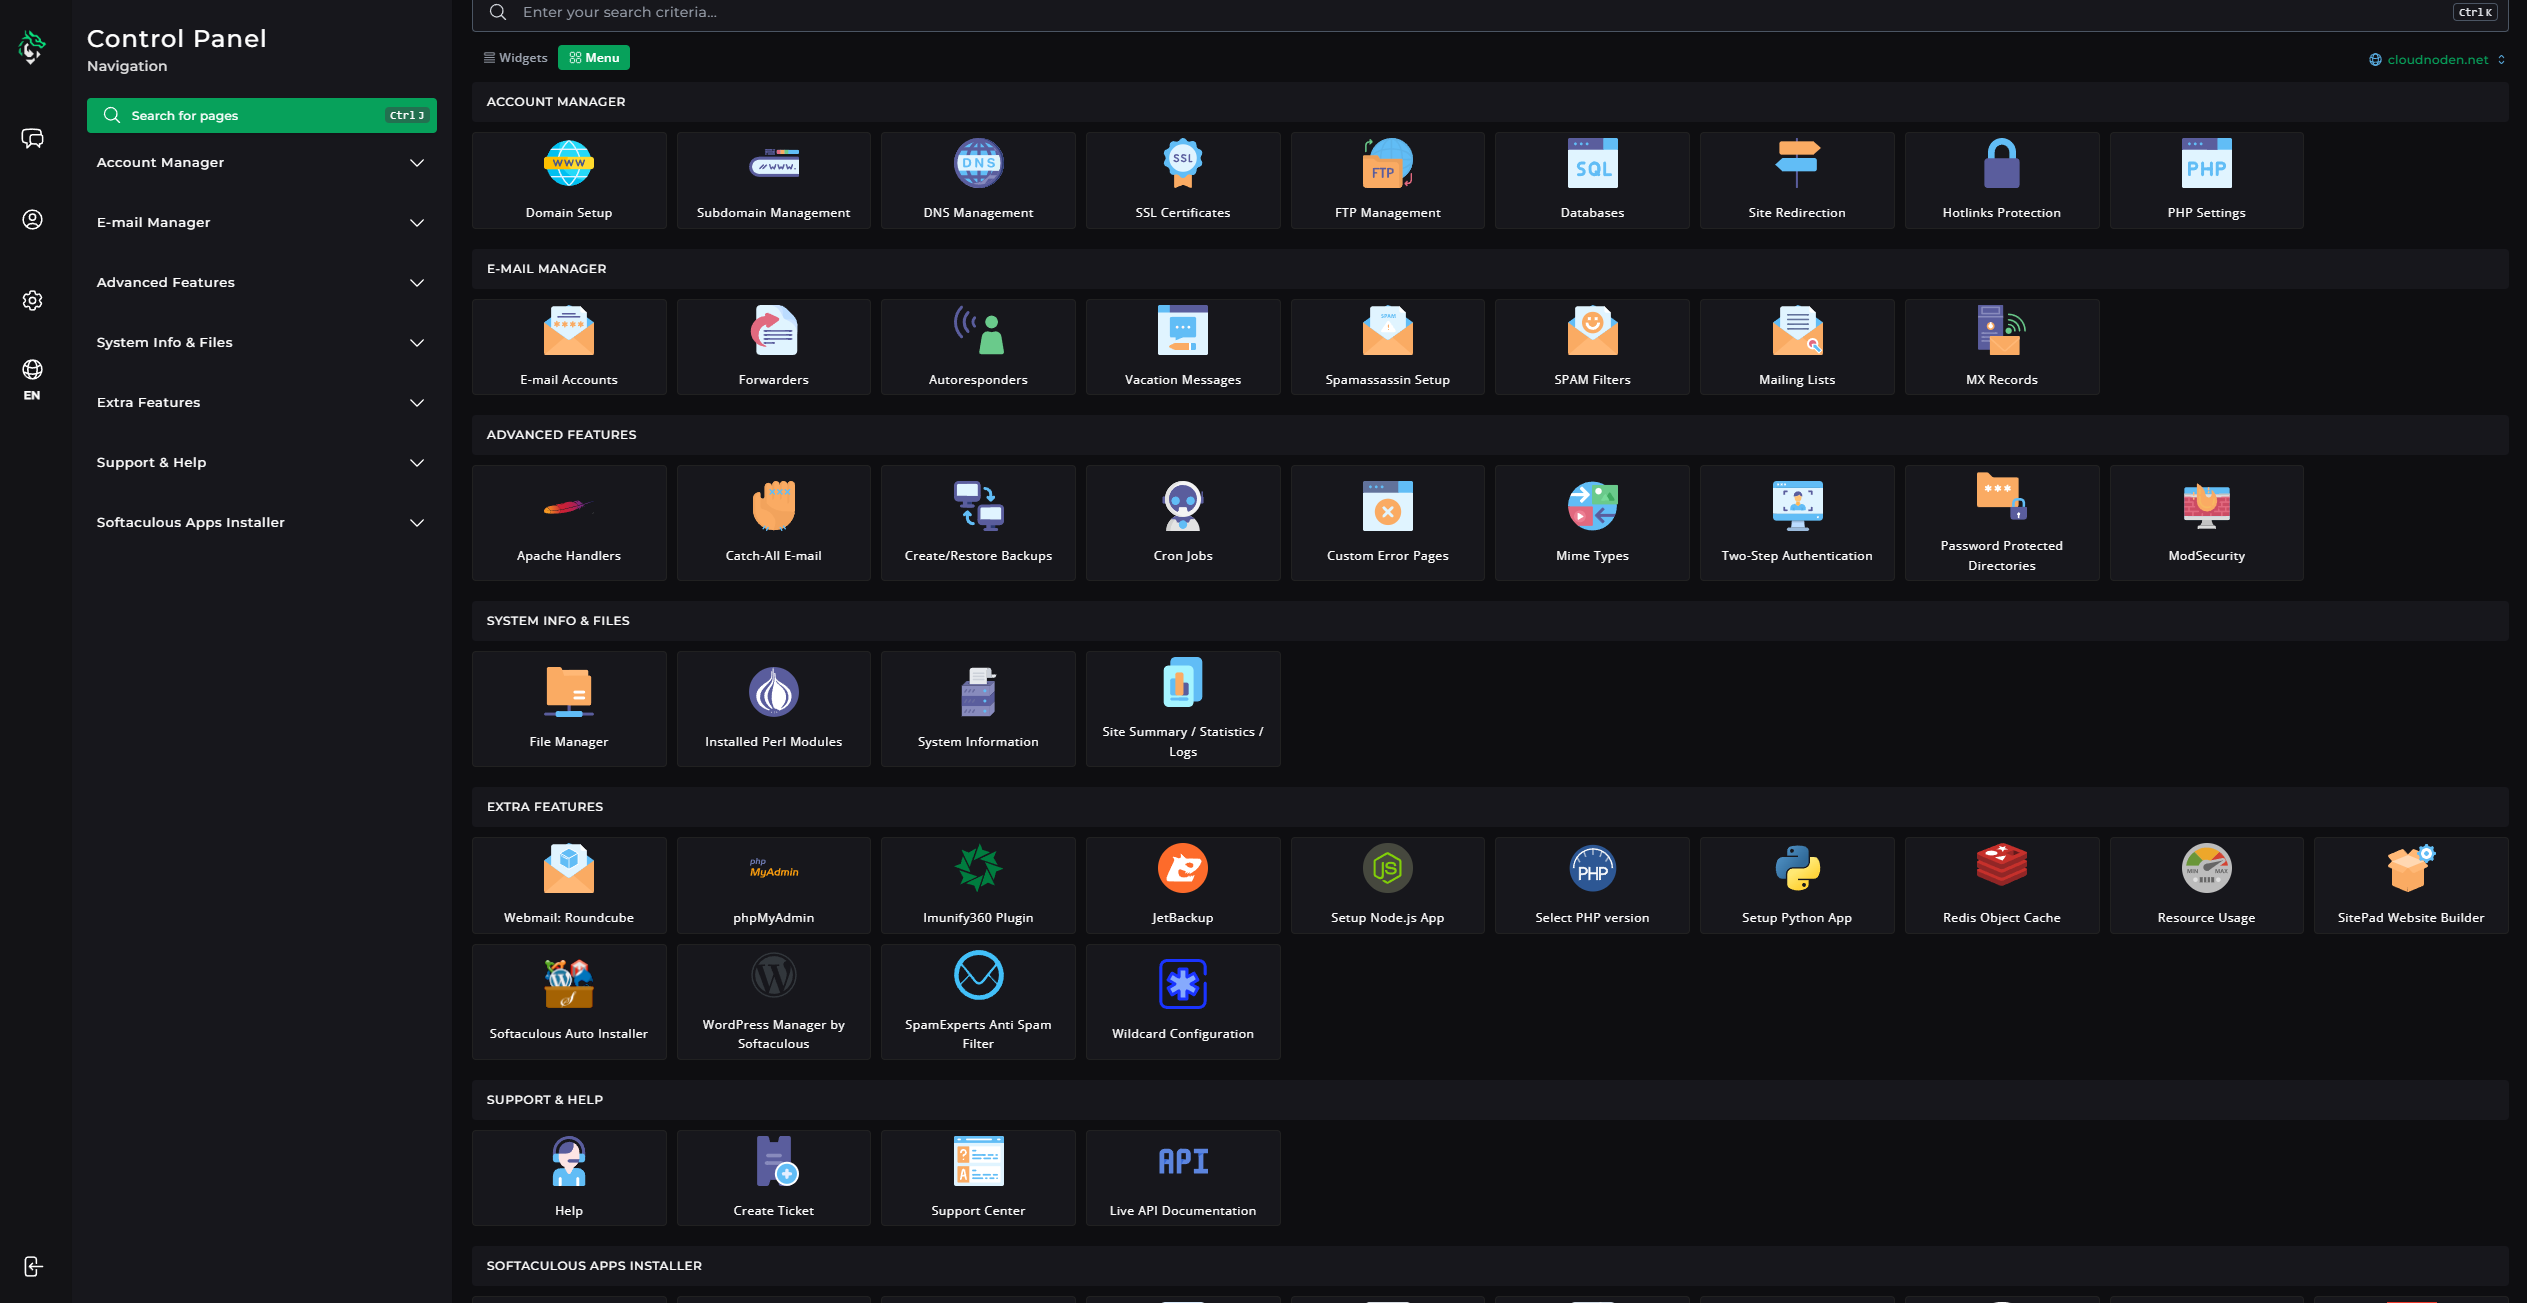 Control Panel
Navigation
Search for pages
Ctrl J
Account Manager
E-mail Manager
Advanced Features
System Info & Files
Extra Features
Support & Help
Softaculous Apps Installer
EN
Enter your search criteria...
Ctrl K
Widgets
Menu
cloudnoden.net
ACCOUNT MANAGER
WWW
Domain Setup
//www.
Subdomain Management
DNS
DNS Management
SSL
SSL Certificates
FTP
FTP Management
SQL
Databases
Site Redirection
Hotlinks Protection
PHP
PHP Settings
E-MAIL MANAGER
E-mail Accounts
Forwarders
Autoresponders
Vacation Messages
SPAM
Spamassassin Setup
SPAM Filters
Mailing Lists
MX Records
ADVANCED FEATURES
Apache Handlers
Catch-All E-mail
Create/Restore Backups
Cron Jobs
Custom Error Pages
Mime Types
Two-Step Authentication
Password Protected
Directories
ModSecurity
SYSTEM INFO & FILES
File Manager
Installed Perl Modules
System Information
Site Summary / Statistics /
Logs
EXTRA FEATURES
Webmail: Roundcube
php
MyAdmin
phpMyAdmin
Imunify360 Plugin
JetBackup
JS
Setup Node.js App
PHP
Select PHP version
Setup Python App
Redis Object Cache
MIN MAX
Resource Usage
SitePad Website Builder
Softaculous Auto Installer
WordPress Manager by
Softaculous
SpamExperts Anti Spam
Filter
Wildcard Configuration
SUPPORT & HELP
Help
Create Ticket
?
A
Support Center
API
Live API Documentation
SOFTACULOUS APPS INSTALLER